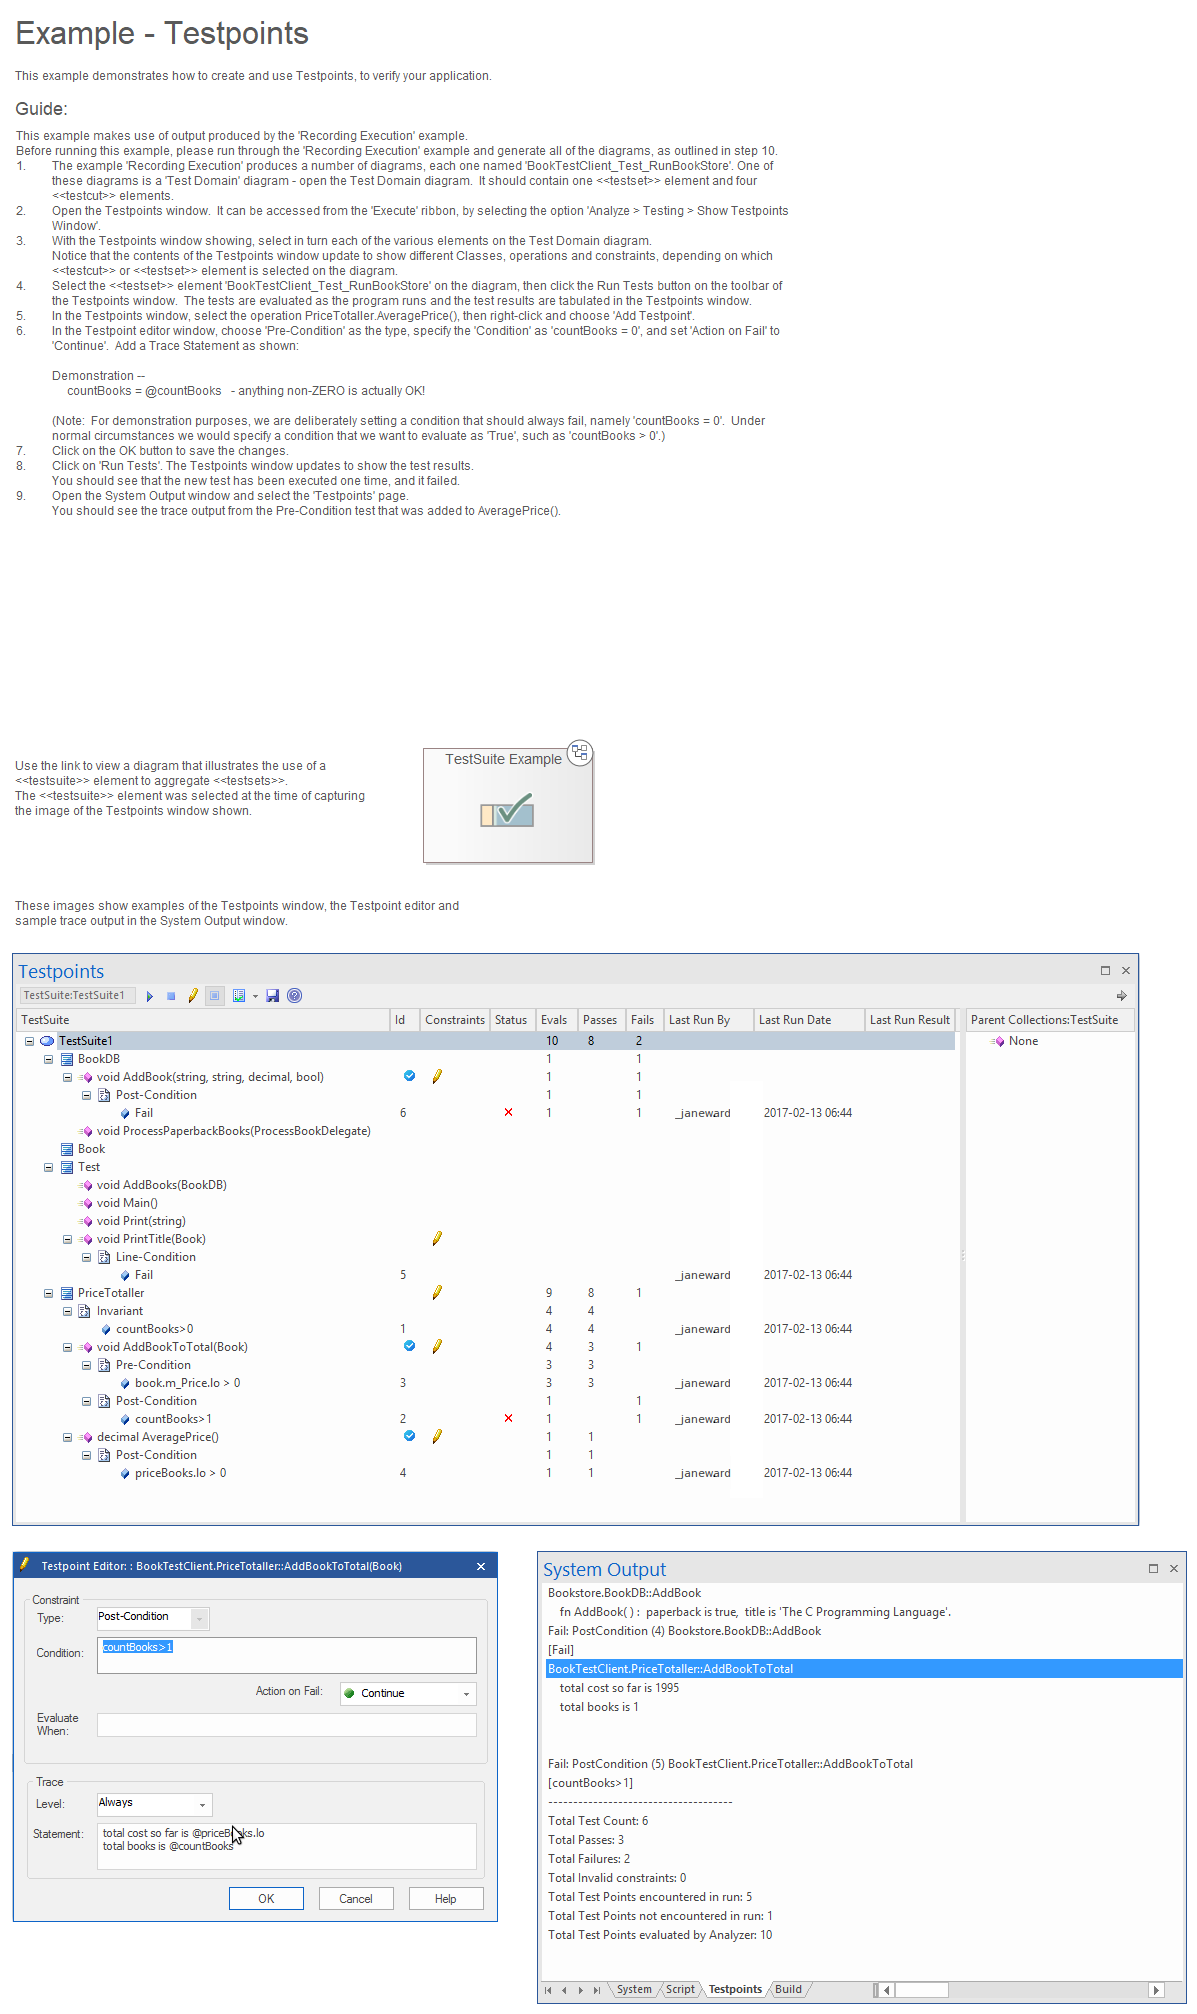 Example - Testpoints
This example demonstrates how to create and use Testpoints, to verify your application.
Guide:
This example makes use of output produced by the 'Recording Execution' example.
Before running this example, please run through the 'Recording Execution' example and generate all of the diagrams, as outlined in step 10.
1. The example 'Recording Execution' produces a number of diagrams, each one named 'BookTestClient_Test_RunBookStore'. One of
these diagrams is a 'Test Domain' diagram - open the Test Domain diagram. It should contain one <<testset>> element and four
<<testcut>> elements.
2. Open the Testpoints window. It can be accessed from the 'Execute' ribbon, by selecting the option 'Analyze > Testing > Show Testpoints
Window'.
3. With the Testpoints window showing, select in turn each of the various elements on the Test Domain diagram.
Notice that the contents of the Testpoints window update to show different Classes, operations and constraints, depending on which
<<testcut>> or <<testset>> element is selected on the diagram.
4. Select the <<testset>> element 'BookTestClient_Test_RunBookStore' on the diagram, then click the Run Tests button on the toolbar of
the Testpoints window. The tests are evaluated as the program runs and the test results are tabulated in the Testpoints window.
5. In the Testpoints Window, select the operation PriceTotaller.AveragePrice(), then right-click and choose 'Add Testpoint'.
6. In the Testpoint editor window, choose 'Pre-Condition' as the type, specify the 'Condition' as 'countBooks = 0', and set 'Action on Fail' to
'Continue'. Add a Trace Statement as shown:
Demonstration --
countBooks = @countBooks - anything non-ZERO is actually OK!
(Note: For demonstration purposes, we are deliberately setting a condition that should always fail, namely 'countBooks = 0'. Under
normal circumstances we would specify a condition that we want to evaluate as 'True', such as 'countBooks > 0'.)
7. Click on the OK button to save the changes.
8. Click on 'Run Tests'. The Testpoints window updates to show the test results.
You should see that the new test has been executed one time, and it failed.
9. Open the System Output window and select the 'Testpoints' page.
You should see the trace output from the Pre-Condition test that was added to AveragePrice().
Use the link to view a diagram that illustrates the use of a
<<testsuite>> element to aggregate <<testsets>>.
The <<testsuite>> element was selected at the time of capturing
the image of the Testpoints window shown.
TestSuite Example
These images show examples of the Testpoints window, the Testpoint editor and
sample trace output in the System Output window.
Testpoints
TestSuite:TestSuite1
TestSuite Id Constraints Status Evals Passes Fails Last Run By Last Run Date Last Run Result Parent Collections:TestSuite
TestSuite1 10 8 2 None
BookDB 1 1
void AddBook(string, string, decimal, bool) 1 1
Post-Condition 1 1
Fail 6 1 1 _janeward 2017-02-13 06:44
void ProcessPaperbackBooks(ProcessBookDelegate)
Book
Test
void AddBooks(BookDB)
void Main()
void Print(string)
void PrintTitle(Book)
Line-Condition
Fail 5 _janeward 2017-02-13 06:44
PriceTotaller 9 8 1
Invariant 4 4
countBooks>0 1 4 4 _janeward 2017-02-13 06:44
void AddBookToTotal(Book) 4 3 1
Pre-Condition 3 3
book.m_Price.lo > 0 3 3 3 _janeward 2017-02-13 06:44
Post-Condition 1 1
countBooks>1 2 1 1 _janeward 2017-02-13 06:44
decimal AveragePrice() 1 1
Post-Condition 1 1
priceBooks.lo > 0 4 1 1 _janeward 2017-02-13 06:44
Testpoint Editor: : BookTestClient.PriceTotaller::AddBookToTotal(Book)
Constraint
Type: Post-Condition
Condition: countBooks>1
Action on Fail: Continue
Evaluate
When:
Trace
Level: Always
Statement: total cost so far is @priceBooks.lo
total books is @countBooks
OK Cancel Help
System Output
Bookstore.BookDB::AddBook
fn AddBook( ) : paperback is true, title is 'The C Programming Language'.
Fail: PostCondition (4) Bookstore.BookDB::AddBook
[Fail]
BookTestClient.PriceTotaller::AddBookToTotal
total cost so far is 1995
total books is 1
Fail: PostCondition (5) BookTestClient.PriceTotaller::AddBookToTotal
[countBooks>1]
-------------------------------------
Total Test Count: 6
Total Passes: 3
Total Failures: 2
Total Invalid constraints: 0
Total Test Points encountered in run: 5
Total Test Points not encountered in run: 1
Total Test Points evaluated by Analyzer: 10
System Script Testpoints Build